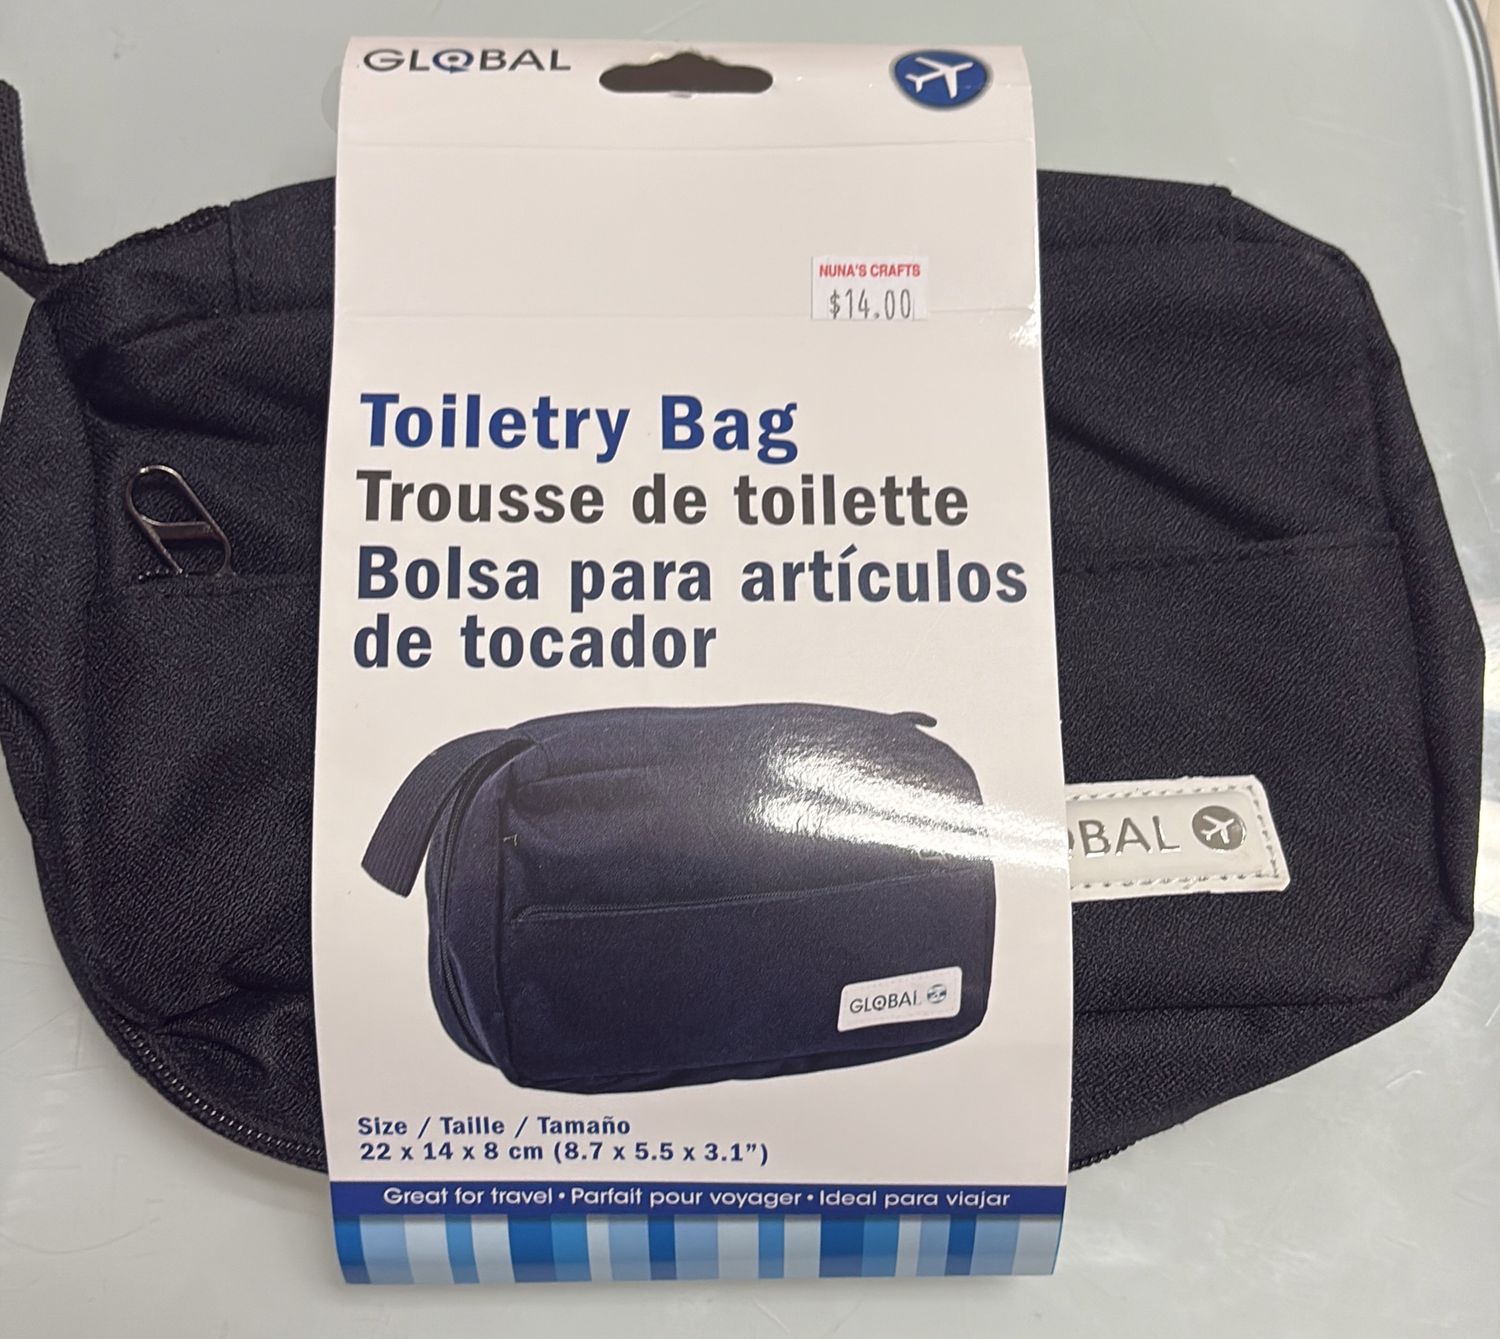 GLOBAL
NUNA'S CRAFTS
$14.00
Toiletry Bag
Trousse de toilette
Bolsa para artículos
de tocador
OBAL
GLOBAL
Size / Taille / Tamaño
22 x 14 x 8 cm (8.7 x 5.5 x 3.1”)
Great for travel • Parfait pour voyager • Ideal para viajar